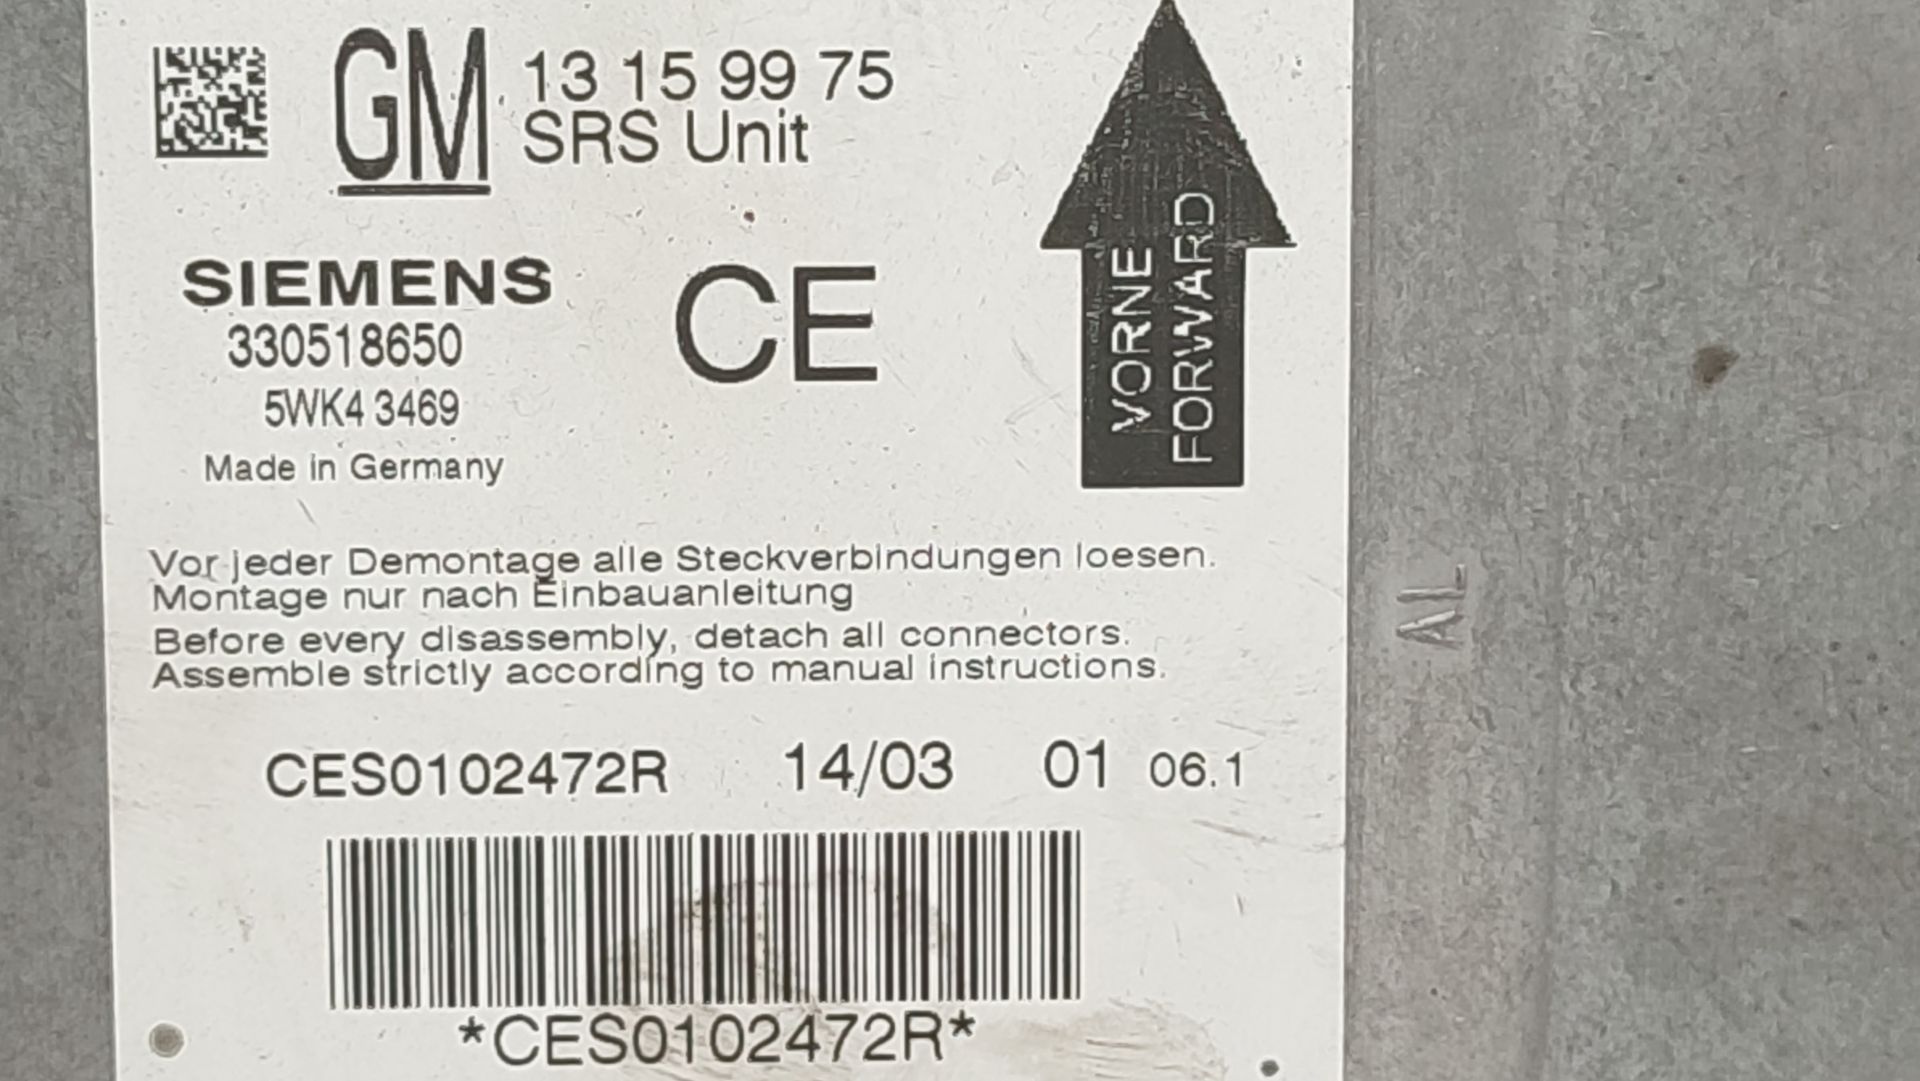 GM 13 15 99 75
SRS Unit
SIEMENS
330518650
5WK4 3469
Made in Germany
CE
VORNE
FORWARD
Vor jeder Demontage alle Steckverbindungen loesen.
Montage nur nach Einbauanleitung
Before every disassembly, detach all connectors.
Assemble strictly according to manual instructions.
CES0102472R 14/03 01 06.1
*CES0102472R*
AL